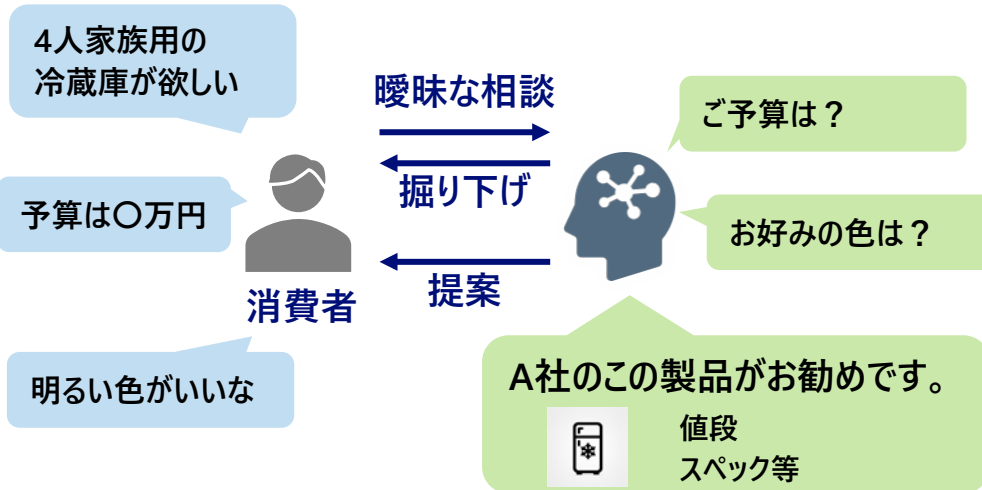 4人家族用の
冷蔵庫が欲しい
曖昧な相談
ご予算は？
掘り下げ
予算は〇万円
お好みの色は？
提案
消費者
明るい色がいいな
A社のこの製品がお勧めです。
値段
スペック等